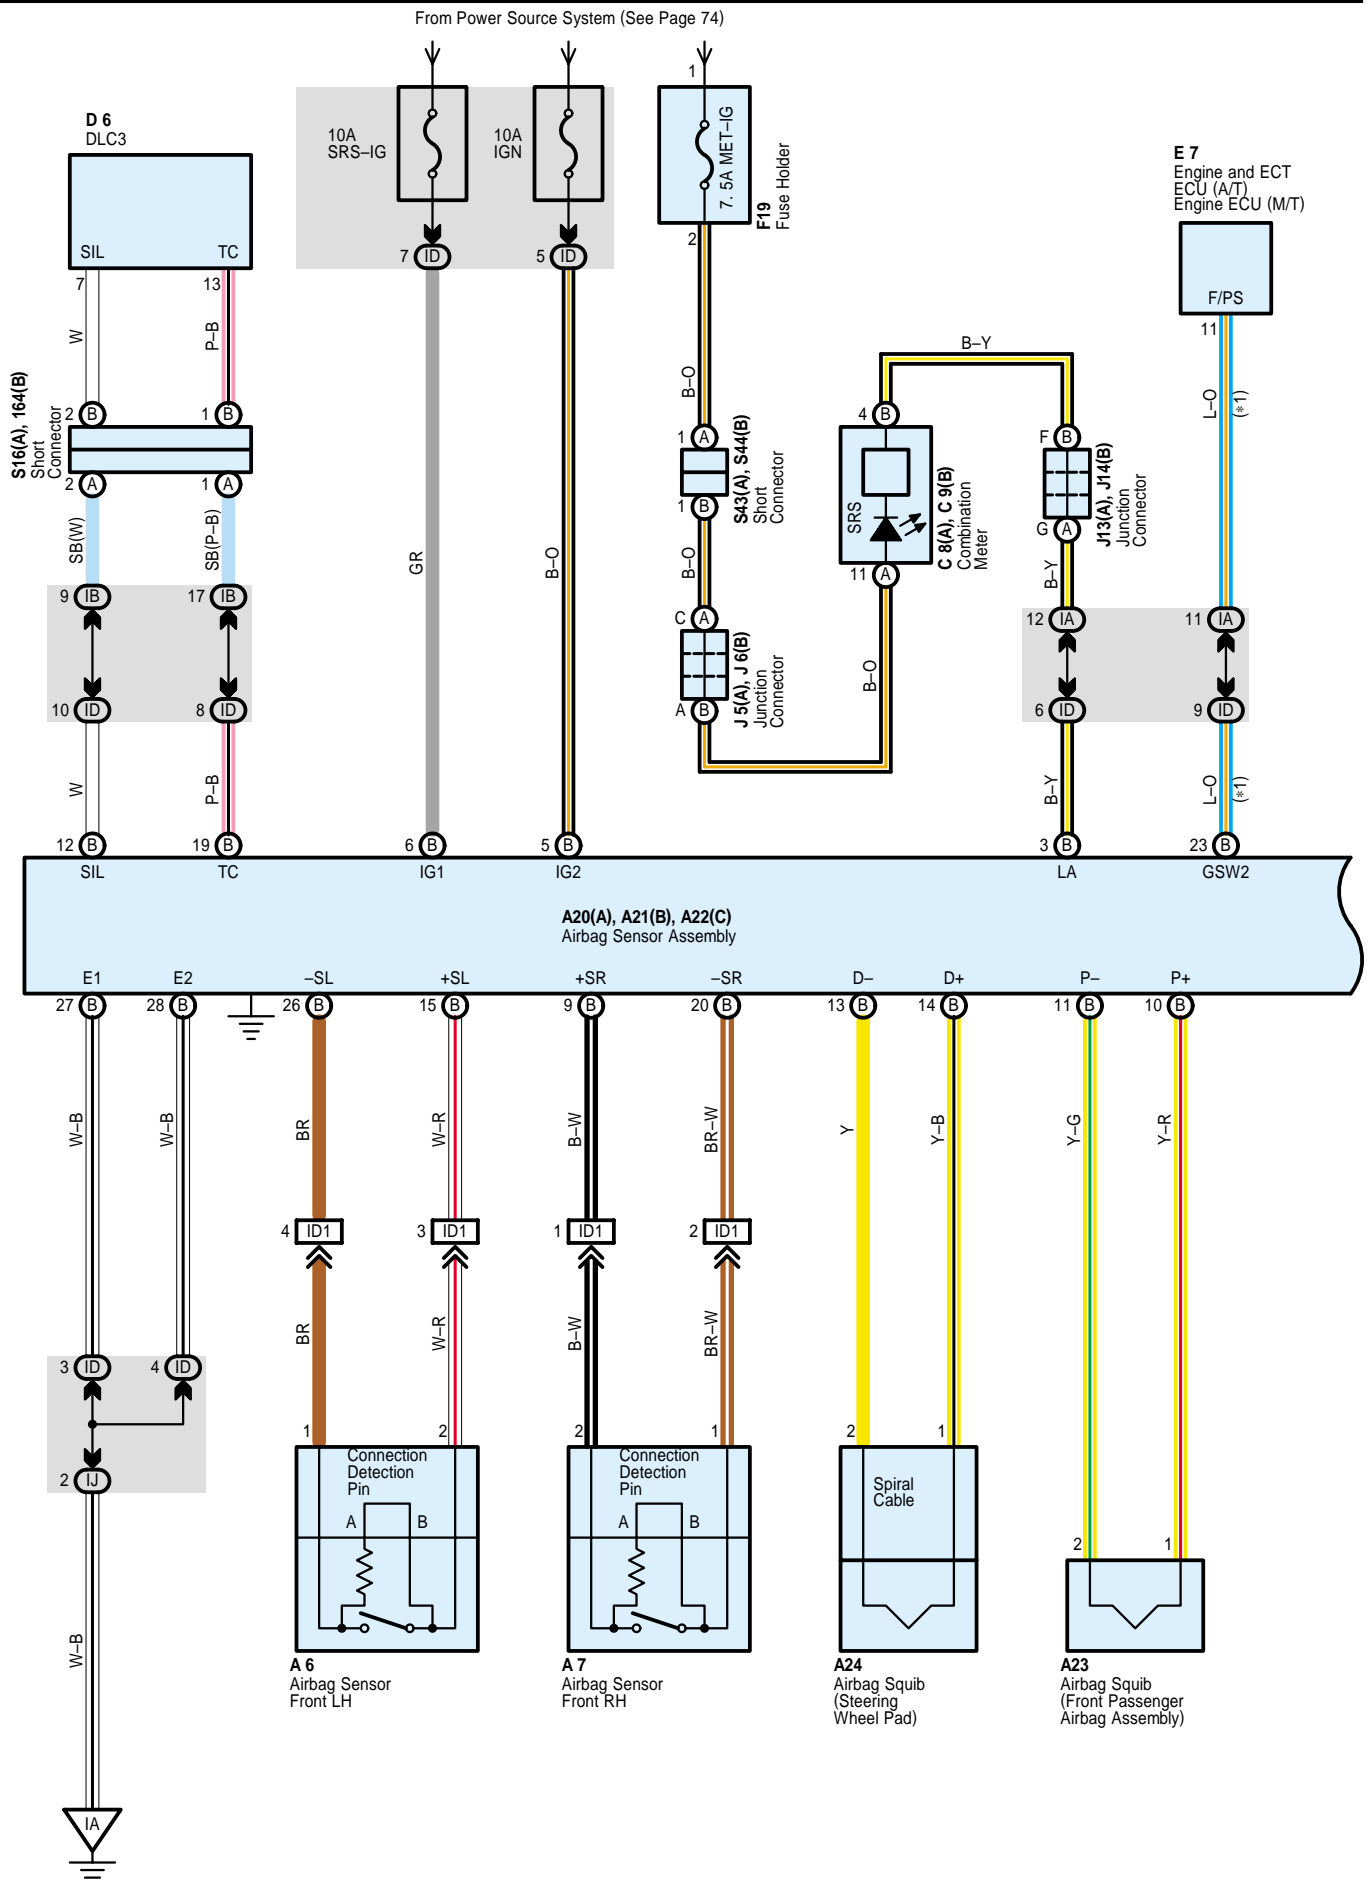 From Power Source System (See Page 74)
D 6
DLC3
SIL
TC
7
13
W
P–B
S16(A), 164(B)
Short
Connector
2
B
1
B
2
A
1
A
SB(W)
SB(P–B)
9
IB
17
IB
10
ID
8
ID
W
P–B
12
B
19
B
10A
SRS–IG
10A
IGN
7
ID
5
ID
GR
B–O
6
B
5
B
1
7. 5A MET–IG
F19
Fuse Holder
2
B–O
1
A
S43(A), S44(B)
Short
Connector
1
B
B–O
C
A
J 5(A), J 6(B)
Junction
Connector
A
B
B–O
B–Y
4
B
SRS
C 8(A), C 9(B)
Combination
Meter
11
A
F
B
J13(A), J14(B)
Junction
Connector
G
A
B–Y
12
IA
6
ID
B–Y
3
B
E 7
Engine and ECT
ECU (A/T)
Engine ECU (M/T)
F/PS
11
L–O
(*1)
11
IA
9
ID
L–O
(*1)
23
B
SIL
TC
IG1
IG2
LA
GSW2
A20(A), A21(B), A22(C)
Airbag Sensor Assembly
E1
E2
–SL
+SL
+SR
–SR
D–
D+
P–
P+
27
B
28
B
26
B
15
B
9
B
20
B
13
B
14
B
11
B
10
B
W–B
W–B
BR
W–R
B–W
BR–W
Y
Y–B
Y–G
Y–R
4
ID1
3
ID1
1
ID1
2
ID1
BR
W–R
B–W
BR–W
3
ID
4
ID
2
IJ
W–B
IA
1
2
2
1
2
1
2
1
Connection
Detection
Pin
A
B
Connection
Detection
Pin
A
B
Spiral
Cable
A 6
Airbag Sensor
Front LH
A 7
Airbag Sensor
Front RH
A24
Airbag Squib
(Steering
Wheel Pad)
A23
Airbag Squib
(Front Passenger
Airbag Assembly)